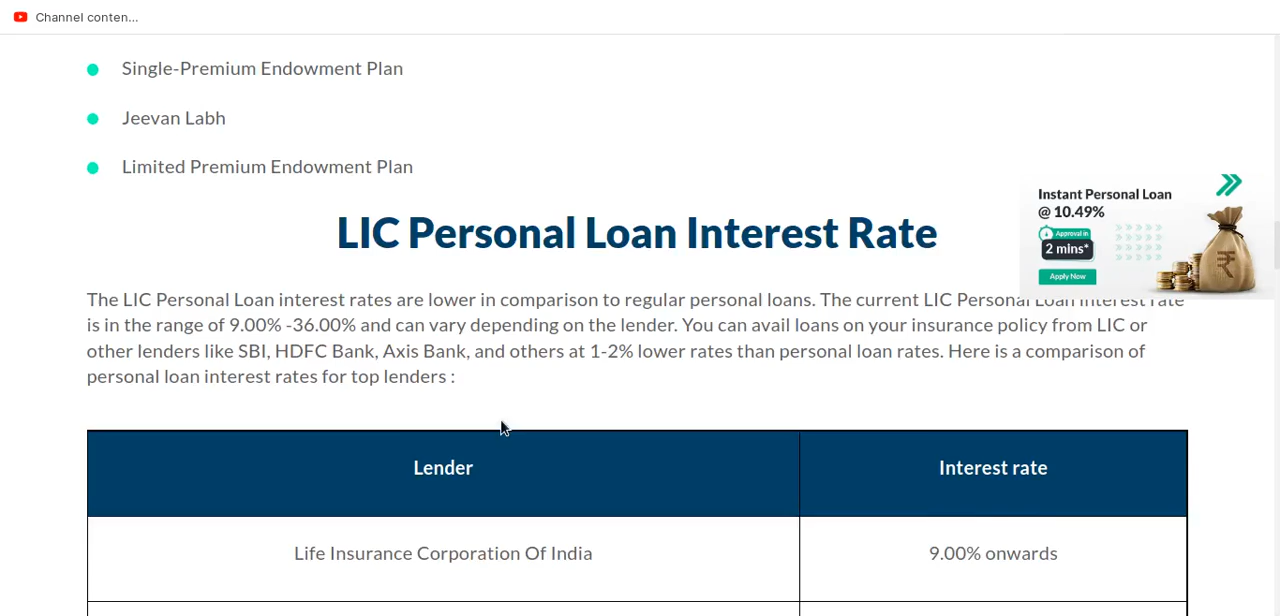 Channel conten...
Single-Premium Endowment Plan
Jeevan Labh
Limited Premium Endowment Plan
Instant Personal Loan
@ 10.49%
Approval in
2 mins*
Apply Now
LIC Personal Loan Interest Rate
The LIC Personal Loan interest rates are lower in comparison to regular personal loans. The current LIC Personal Loan interest rate
is in the range of 9.00% -36.00% and can vary depending on the lender. You can avail loans on your insurance policy from LIC or
other lenders like SBI, HDFC Bank, Axis Bank, and others at 1-2% lower rates than personal loan rates. Here is a comparison of
personal loan interest rates for top lenders :
Lender Interest rate
Life Insurance Corporation Of India 9.00% onwards